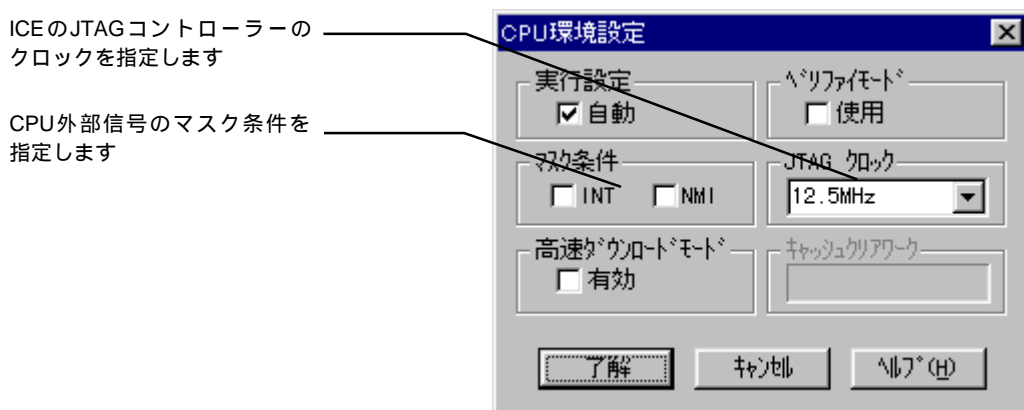 ICEのJTAGコントローラーの
クロックを指定します
CPU外部信号のマスク条件を
指定します
CPU環境設定
実行設定
自動
ﾍﾞﾘﾌｧｲﾓｰﾄﾞ
使用
ﾏｽｸ条件
INT NMI
JTAG ｸﾛｯｸ
12.5MHz
高速ﾀﾞｳﾝﾛｰﾄﾞﾓｰﾄﾞ
有効
ｷｬｯｼｭｸﾘｱﾜｰｸ
了解 ｷｬﾝｾﾙ ﾍﾙﾌﾟ(H)